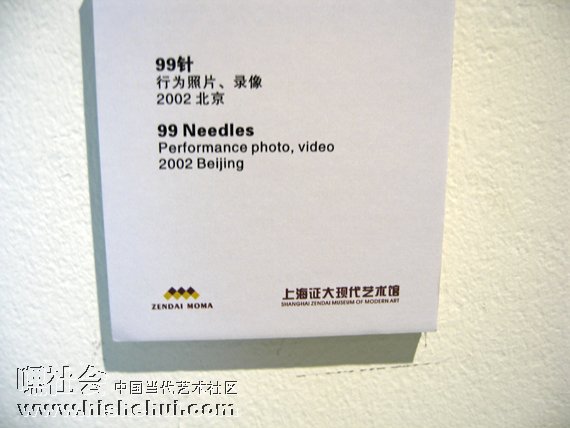 99针
行为照片、录像
2002 北京
99 Needles
Performance photo, video
2002 Beijing
ZENDAI MOMA
上海证大现代艺术馆
SHANGHAI ZENDAI MUSEUM OF MODERN ART
嘿社会 中国当代艺术社区
www.hishehui.com